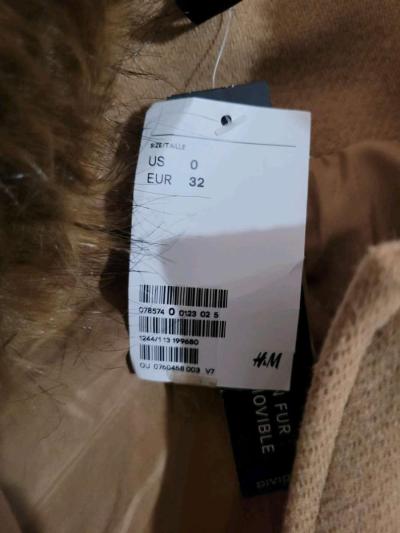 SIZE/TAILLE
US 0
EUR 32
078574 0 0123 02 5
1244/113 199680
OU 0760458 003 V7
H&M
N FUR
MOVIBLE
divid